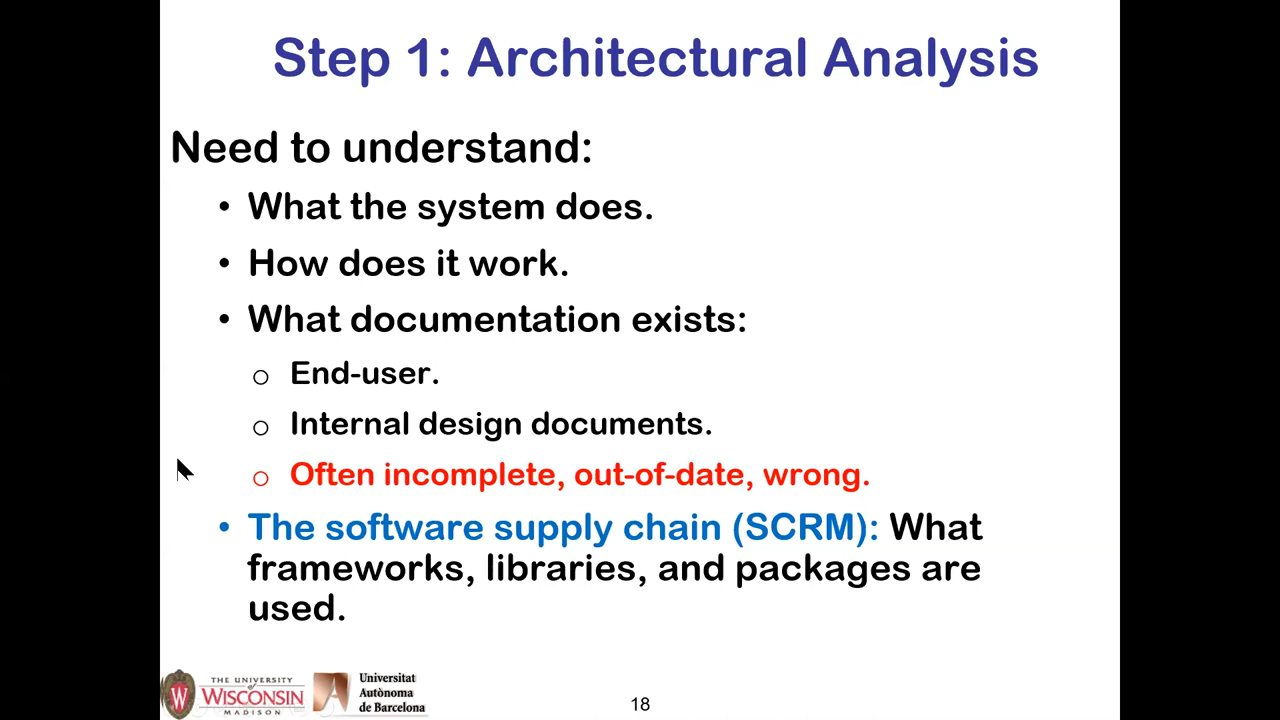 Step 1: Architectural Analysis
Need to understand:
• What the system does.
• How does it work.
• What documentation exists:
o End-user.
o Internal design documents.
o Often incomplete, out-of-date, wrong.
• The software supply chain (SCRM): What
frameworks, libraries, and packages are
used.
THE UNIVERSITY
of
WISCONSIN
MADISON
Universitat
Autònoma
de Barcelona
18